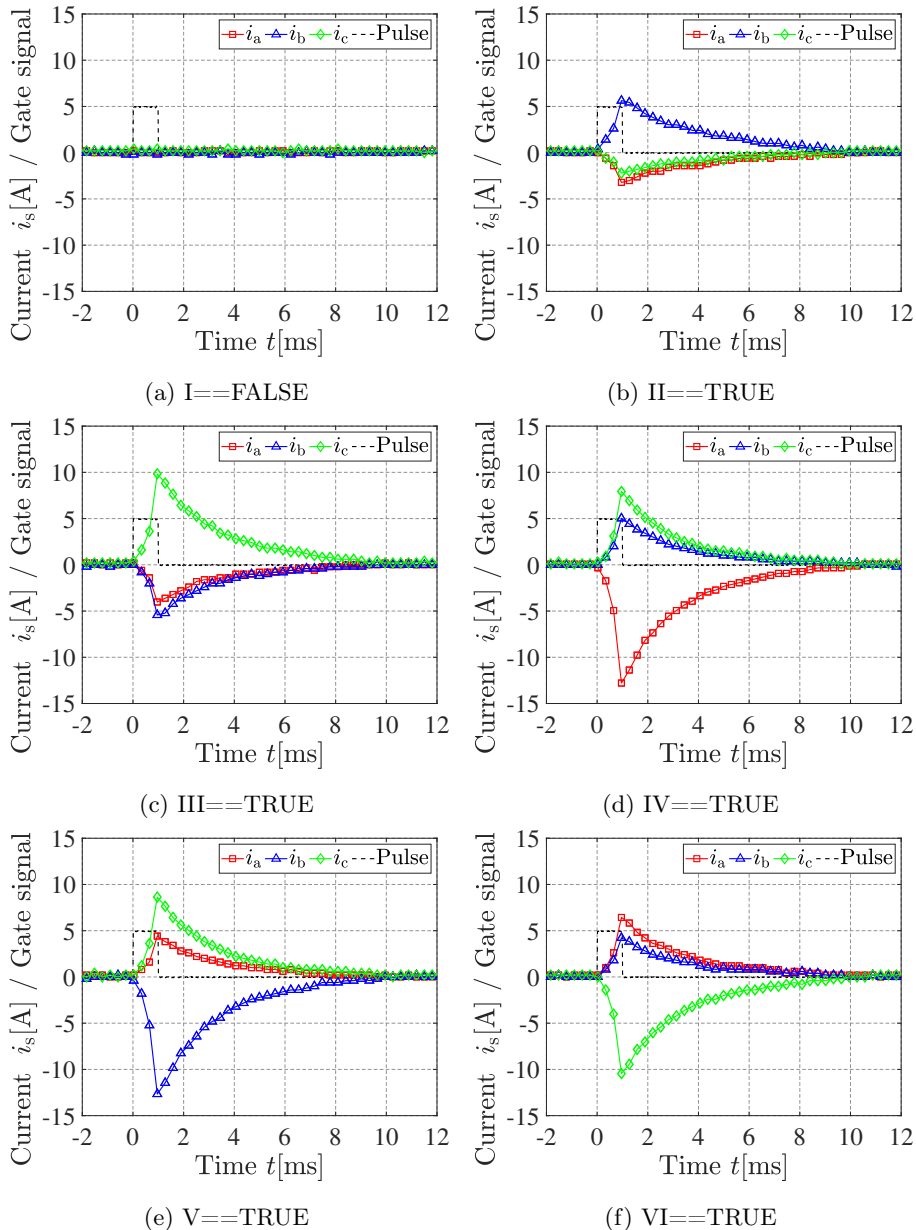 i_a i_b i_c Pulse
Current i_s[A] / Gate signal
15
10
5
0
-5
-10
-15
-2 0 2 4 6 8 10 12
Time t[ms]
(a) I==FALSE
i_a i_b i_c Pulse
Current i_s[A] / Gate signal
15
10
5
0
-5
-10
-15
-2 0 2 4 6 8 10 12
Time t[ms]
(b) II==TRUE
i_a i_b i_c Pulse
Current i_s[A] / Gate signal
15
10
5
0
-5
-10
-15
-2 0 2 4 6 8 10 12
Time t[ms]
(c) III==TRUE
i_a i_b i_c Pulse
Current i_s[A] / Gate signal
15
10
5
0
-5
-10
-15
-2 0 2 4 6 8 10 12
Time t[ms]
(d) IV==TRUE
i_a i_b i_c Pulse
Current i_s[A] / Gate signal
15
10
5
0
-5
-10
-15
-2 0 2 4 6 8 10 12
Time t[ms]
(e) V==TRUE
i_a i_b i_c Pulse
Current i_s[A] / Gate signal
15
10
5
0
-5
-10
-15
-2 0 2 4 6 8 10 12
Time t[ms]
(f) VI==TRUE